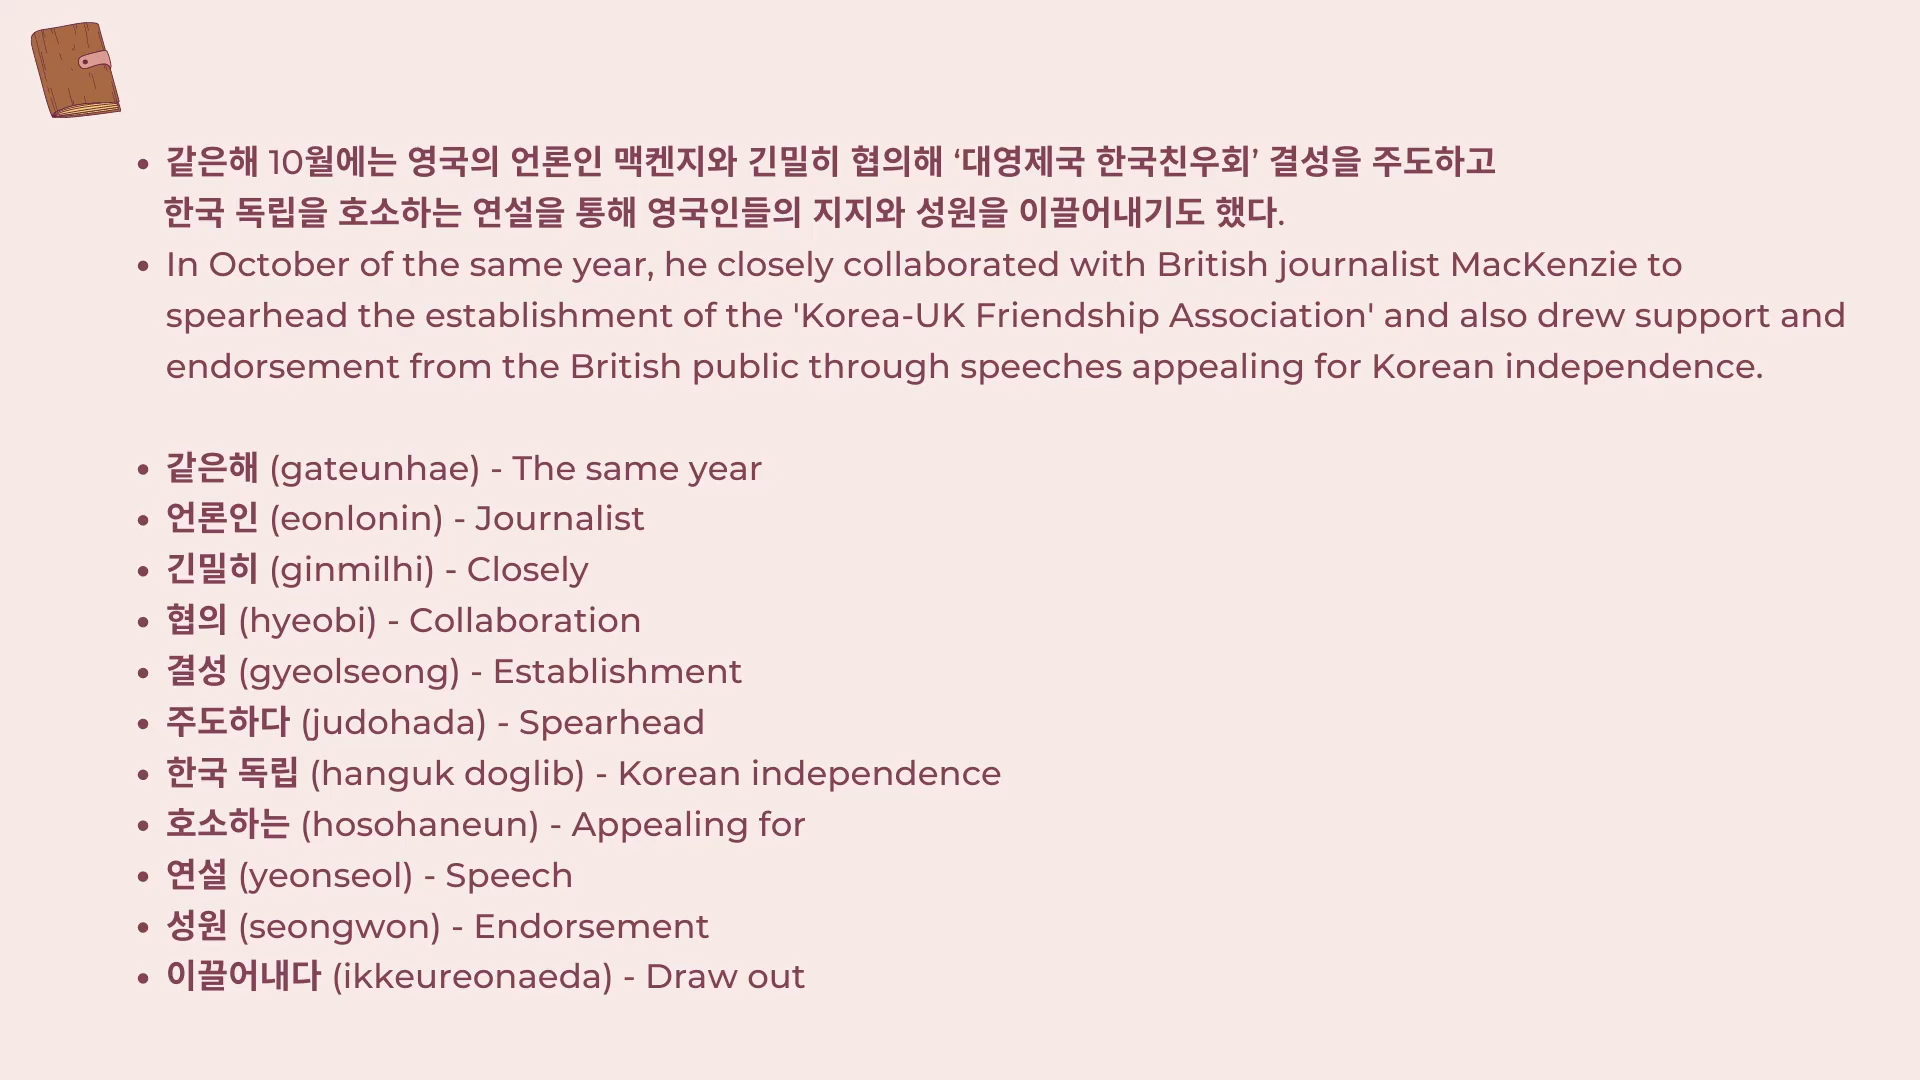 • 같은해 10월에는 영국의 언론인 맥켄지와 긴밀히 협의해 ‘대영제국 한국친우회’ 결성을 주도하고
한국 독립을 호소하는 연설을 통해 영국인들의 지지와 성원을 이끌어내기도 했다.
• In October of the same year, he closely collaborated with British journalist MacKenzie to
spearhead the establishment of the 'Korea-UK Friendship Association' and also drew support and
endorsement from the British public through speeches appealing for Korean independence.
• 같은해 (gateunhae) - The same year
• 언론인 (eonlonin) - Journalist
• 긴밀히 (ginmilhi) - Closely
• 협의 (hyeobi) - Collaboration
• 결성 (gyeolseong) - Establishment
• 주도하다 (judohada) - Spearhead
• 한국 독립 (hanguk doglib) - Korean independence
• 호소하는 (hosohaneun) - Appealing for
• 연설 (yeonseol) - Speech
• 성원 (seongwon) - Endorsement
• 이끌어내다 (ikkeureonaeda) - Draw out